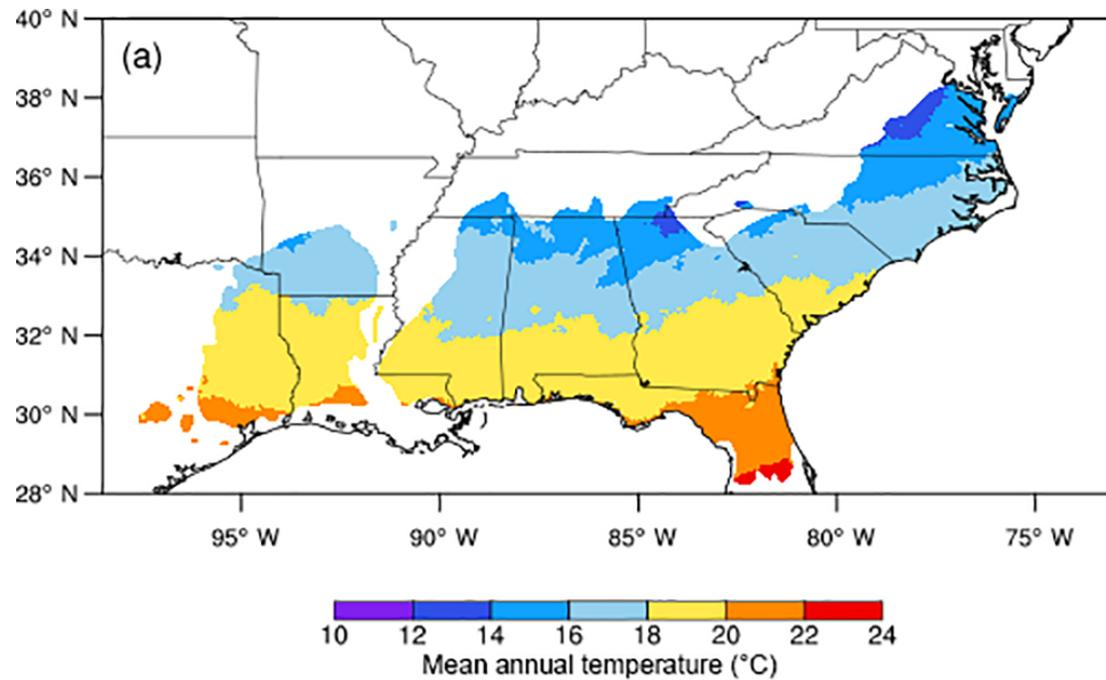 (a)
40° N
38° N
36° N
34° N
32° N
30° N
28° N
95° W 90° W 85° W 80° W 75° W
10 12 14 16 18 20 22 24
Mean annual temperature (°C)